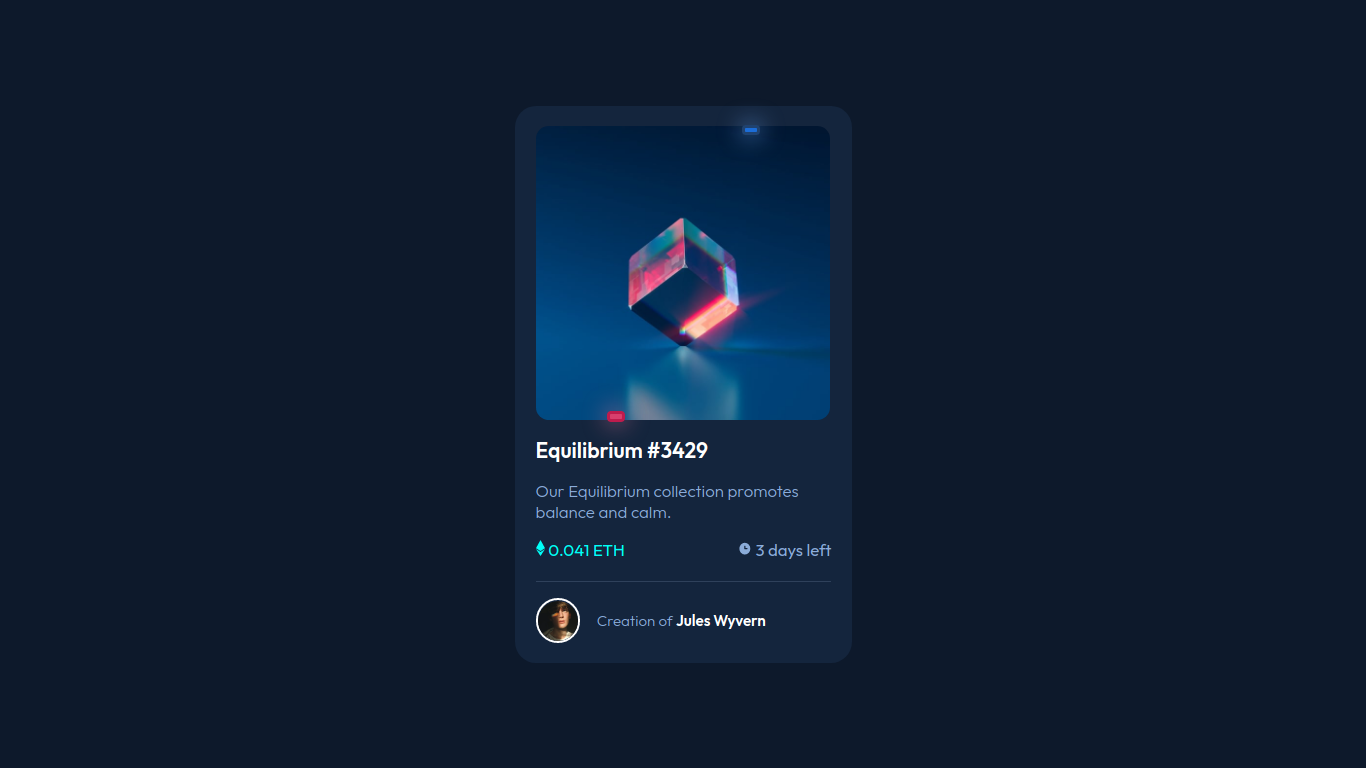 Equilibrium #3429
Our Equilibrium collection promotes
balance and calm.
0.041 ETH 3 days left
Creation of Jules Wyvern